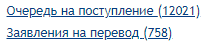 Очередь на поступление (12021)
Заявления на перевод (758)